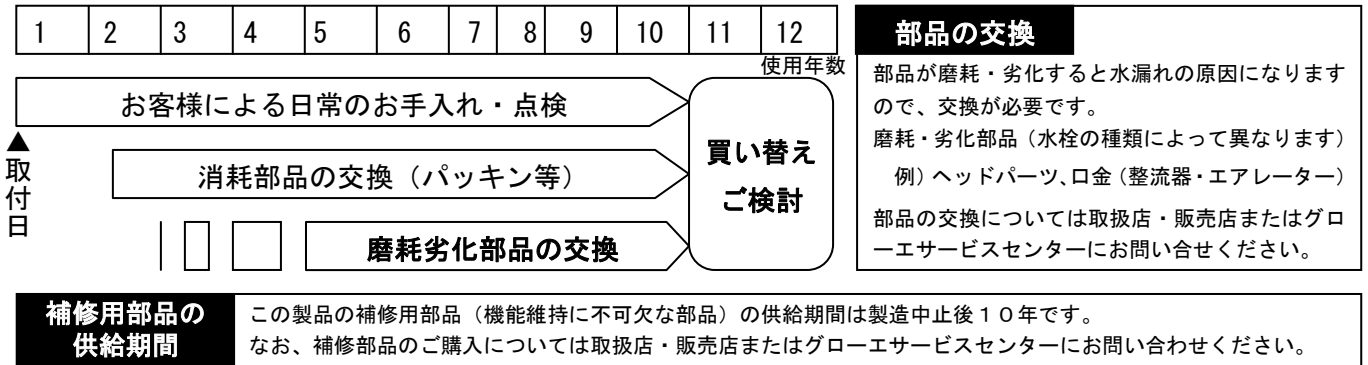 1 2 3 4 5 6 7 8 9 10 11 12
使用年数
お客様による日常のお手入れ・点検
▲
取
付
日
消耗部品の交換（パッキン等）
磨耗劣化部品の交換
買い替え
ご検討
部品の交換
部品が磨耗・劣化すると水漏れの原因になります
ので、交換が必要です。
磨耗・劣化部品（水栓の種類によって異なります）
例）ヘッドパーツ、口金（整流器・エアレーター）
部品の交換については取扱店・販売店またはグロ
ーエサービスセンターにお問い合せください。
補修用部品の
供給期間
この製品の補修用部品（機能維持に不可欠な部品）の供給期間は製造中止後１０年です。
なお、補修部品のご購入については取扱店・販売店またはグローエサービスセンターにお問い合わせください。